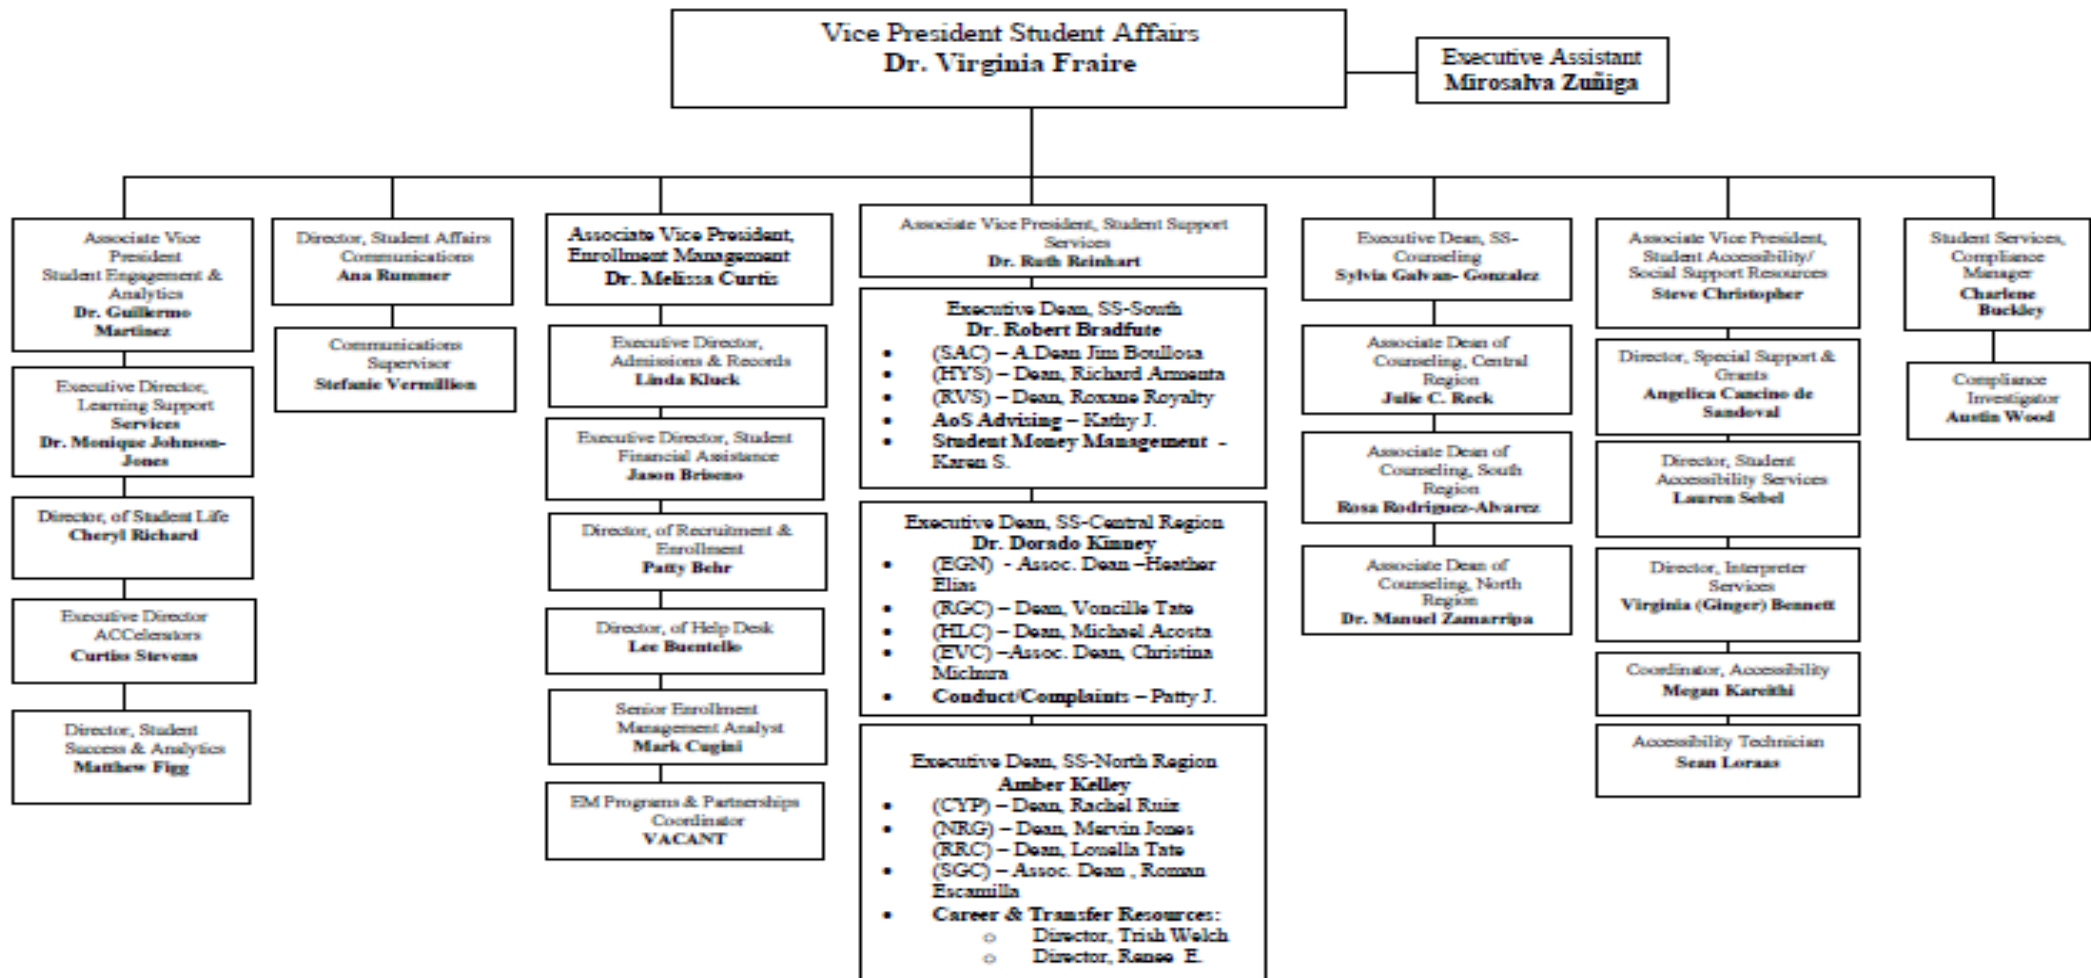 Vice President Student Affairs
Dr. Virginia Fraire
Executive Assistant
Mirosalva Zuñiga
Associate Vice
President
Student Engagement &
Analytics
Dr. Guillermo
Martinez
Executive Director,
Learning Support
Services
Dr. Monique Johnson-
Jones
Director, of Student Life
Cheryl Richard
Executive Director
ACCelerators
Curtiss Stevens
Director, Student
Success & Analytics
Matthew Figg
Director, Student Affairs
Communications
Ana Rummer
Communications
Supervisor
Stefanie Vermillion
Associate Vice President,
Enrollment Management
Dr. Melissa Curtis
Executive Director,
Admissions & Records
Linda Kluck
Executive Director, Student
Financial Assistance
Jason Briseno
Director, of Recruitment &
Enrollment
Patty Behr
Director, of Help Desk
Lee Buentello
Senior Enrollment
Management Analyst
Mark Cugini
EM Programs & Partnerships
Coordinator
VACANT
Associate Vice President, Student Support
Services
Dr. Ruth Reinhart
Executive Dean, SS-South
Dr. Robert Bradfute
• (SAC) – A.Dean Jim Boullosa
• (HYS) – Dean, Richard Armenta
• (RVS) – Dean, Roxane Royalty
• AoS Advising – Kathy J.
• Student Money Management -
Karen S.
Executive Dean, SS-Central Region
Dr. Dorado Kinney
• (EGN) - Assoc. Dean –Heather
Elias
• (RGC) – Dean, Voncille Tate
• (HLC) – Dean, Michael Acosta
• (EVC) –Assoc. Dean, Christina
Michura
• Conduct/Complaints – Patty J.
Executive Dean, SS-North Region
Amber Kelley
• (CYP) – Dean, Rachel Ruiz
• (NRG) – Dean, Mervin Jones
(RRC) – Dean, Louella Tate
• (SGC) – Assoc. Dean , Roman
Escamilla
• Career & Transfer Resources:
o Director, Trish Welch
o Director, Renee E.
Executive Dean, SS-
Counseling
Sylvia Galvan- Gonzalez
Associate Dean of
Counseling, Central
Region
Julie C. Reck
Associate Dean of
Counseling, South
Region
Rosa Rodriguez-Alvarez
Associate Dean of
Counseling, North
Region
Dr. Manuel Zamarripa
Associate Vice President,
Student Accessibility/
Social Support Resources
Steve Christopher
Director, Special Support &
Grants
Angelica Cancino de
Sandoval
Director, Student
Accessibility Services
Lauren Sebel
Director, Interpreter
Services
Virginia (Ginger) Bennett
Coordinator, Accessibility
Megan Kareithi
Accessibility Technician
Sean Loraas
Student Services,
Compliance
Manager
Charlene
Buckley
Compliance
Investigator
Austin Wood